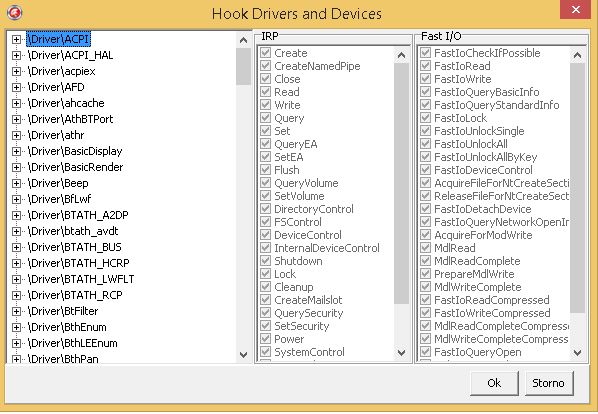 Hook Drivers and Devices
\Driver\ACPI
\Driver\ACPI_HAL
\Driver\acpiex
\Driver\AFD
\Driver\ahcache
\Driver\AthBTPort
\Driver\athr
\Driver\BasicDisplay
\Driver\BasicRender
\Driver\Beep
\Driver\BfLwf
\Driver\BTATH_A2DP
\Driver\btath_avdt
\Driver\BTATH_BUS
\Driver\BTATH_HCRP
\Driver\BTATH_LWFLT
\Driver\BTATH_RCP
\Driver\BtFilter
\Driver\BthEnum
\Driver\BthLEEnum
\Driver\BthPan
IRP
Create
CreateNamedPipe
Close
Read
Write
Query
Set
QueryEA
SetEA
Flush
QueryVolume
SetVolume
DirectoryControl
FSControl
DeviceControl
InternalDeviceControl
Shutdown
Lock
Cleanup
CreateMailslot
QuerySecurity
SetSecurity
Power
SystemControl
Fast I/O
FastIoCheckIfPossible
FastIoRead
FastIoWrite
FastIoQueryBasicInfo
FastIoQueryStandardInfo
FastIoLock
FastIoUnlockSingle
FastIoUnlockAll
FastIoUnlockAllByKey
FastIoDeviceControl
AcquireFileForNtCreateSecti
ReleaseFileForNtCreateSecti
FastIoDetachDevice
FastIoQueryNetworkOpenIn
AcquireForModWrite
MdlRead
MdlReadComplete
PrepareMdlWrite
MdlWriteComplete
FastIoReadCompressed
FastIoWriteCompressed
MdlReadCompleteCompress
MdlWriteCompleteCompress
FastIoQueryOpen
Ok
Storno